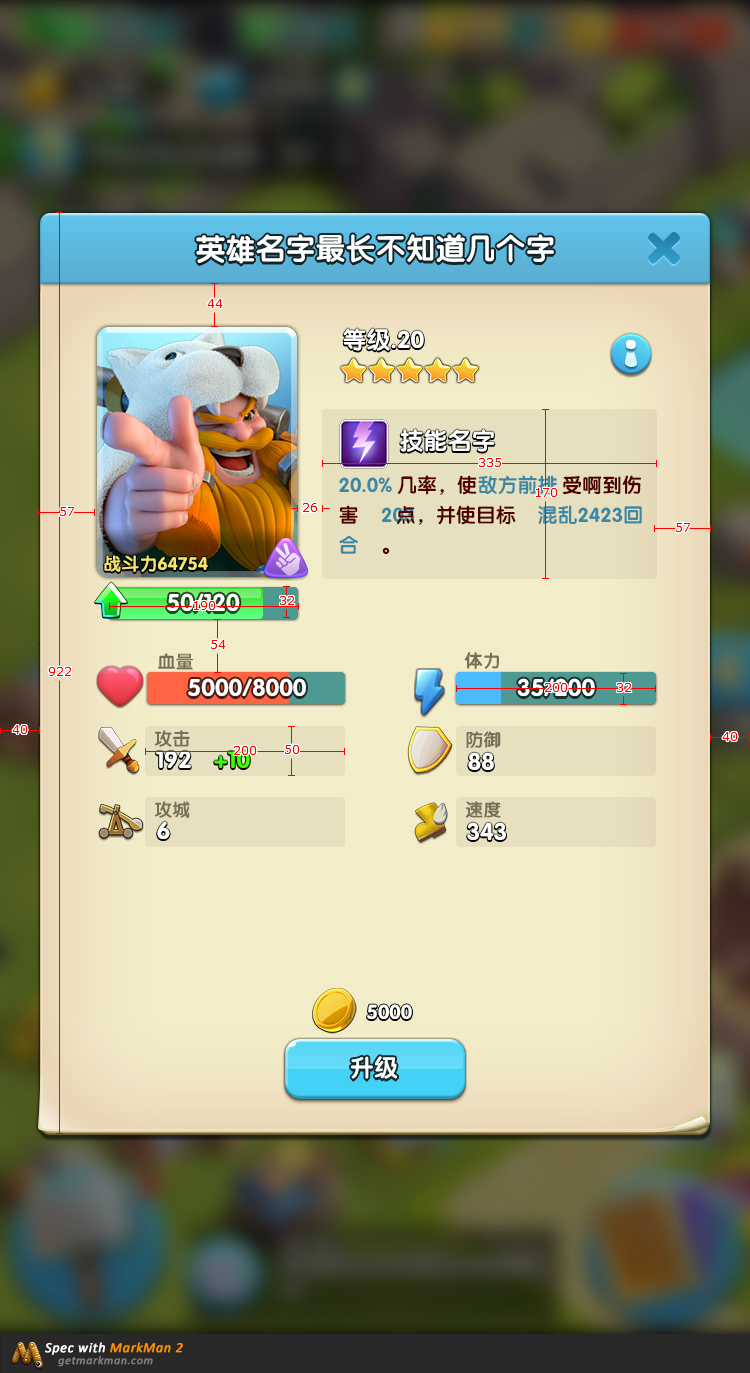 英雄名字最长不知道几个字
44
等级.20
技能名字
335
20.0% 几率，使敌方前排 受啊到伤
170
害 20点，并使目标 混乱2423回
合 。
57
26
57
战斗力64754
50/120
190
32
54
922
血量
体力
5000/8000
35/200
200
32
40
40
攻击
防御
192 +10
200
50
88
攻城
速度
6
343
5000
升级
Spec with MarkMan 2
getmarkman.com